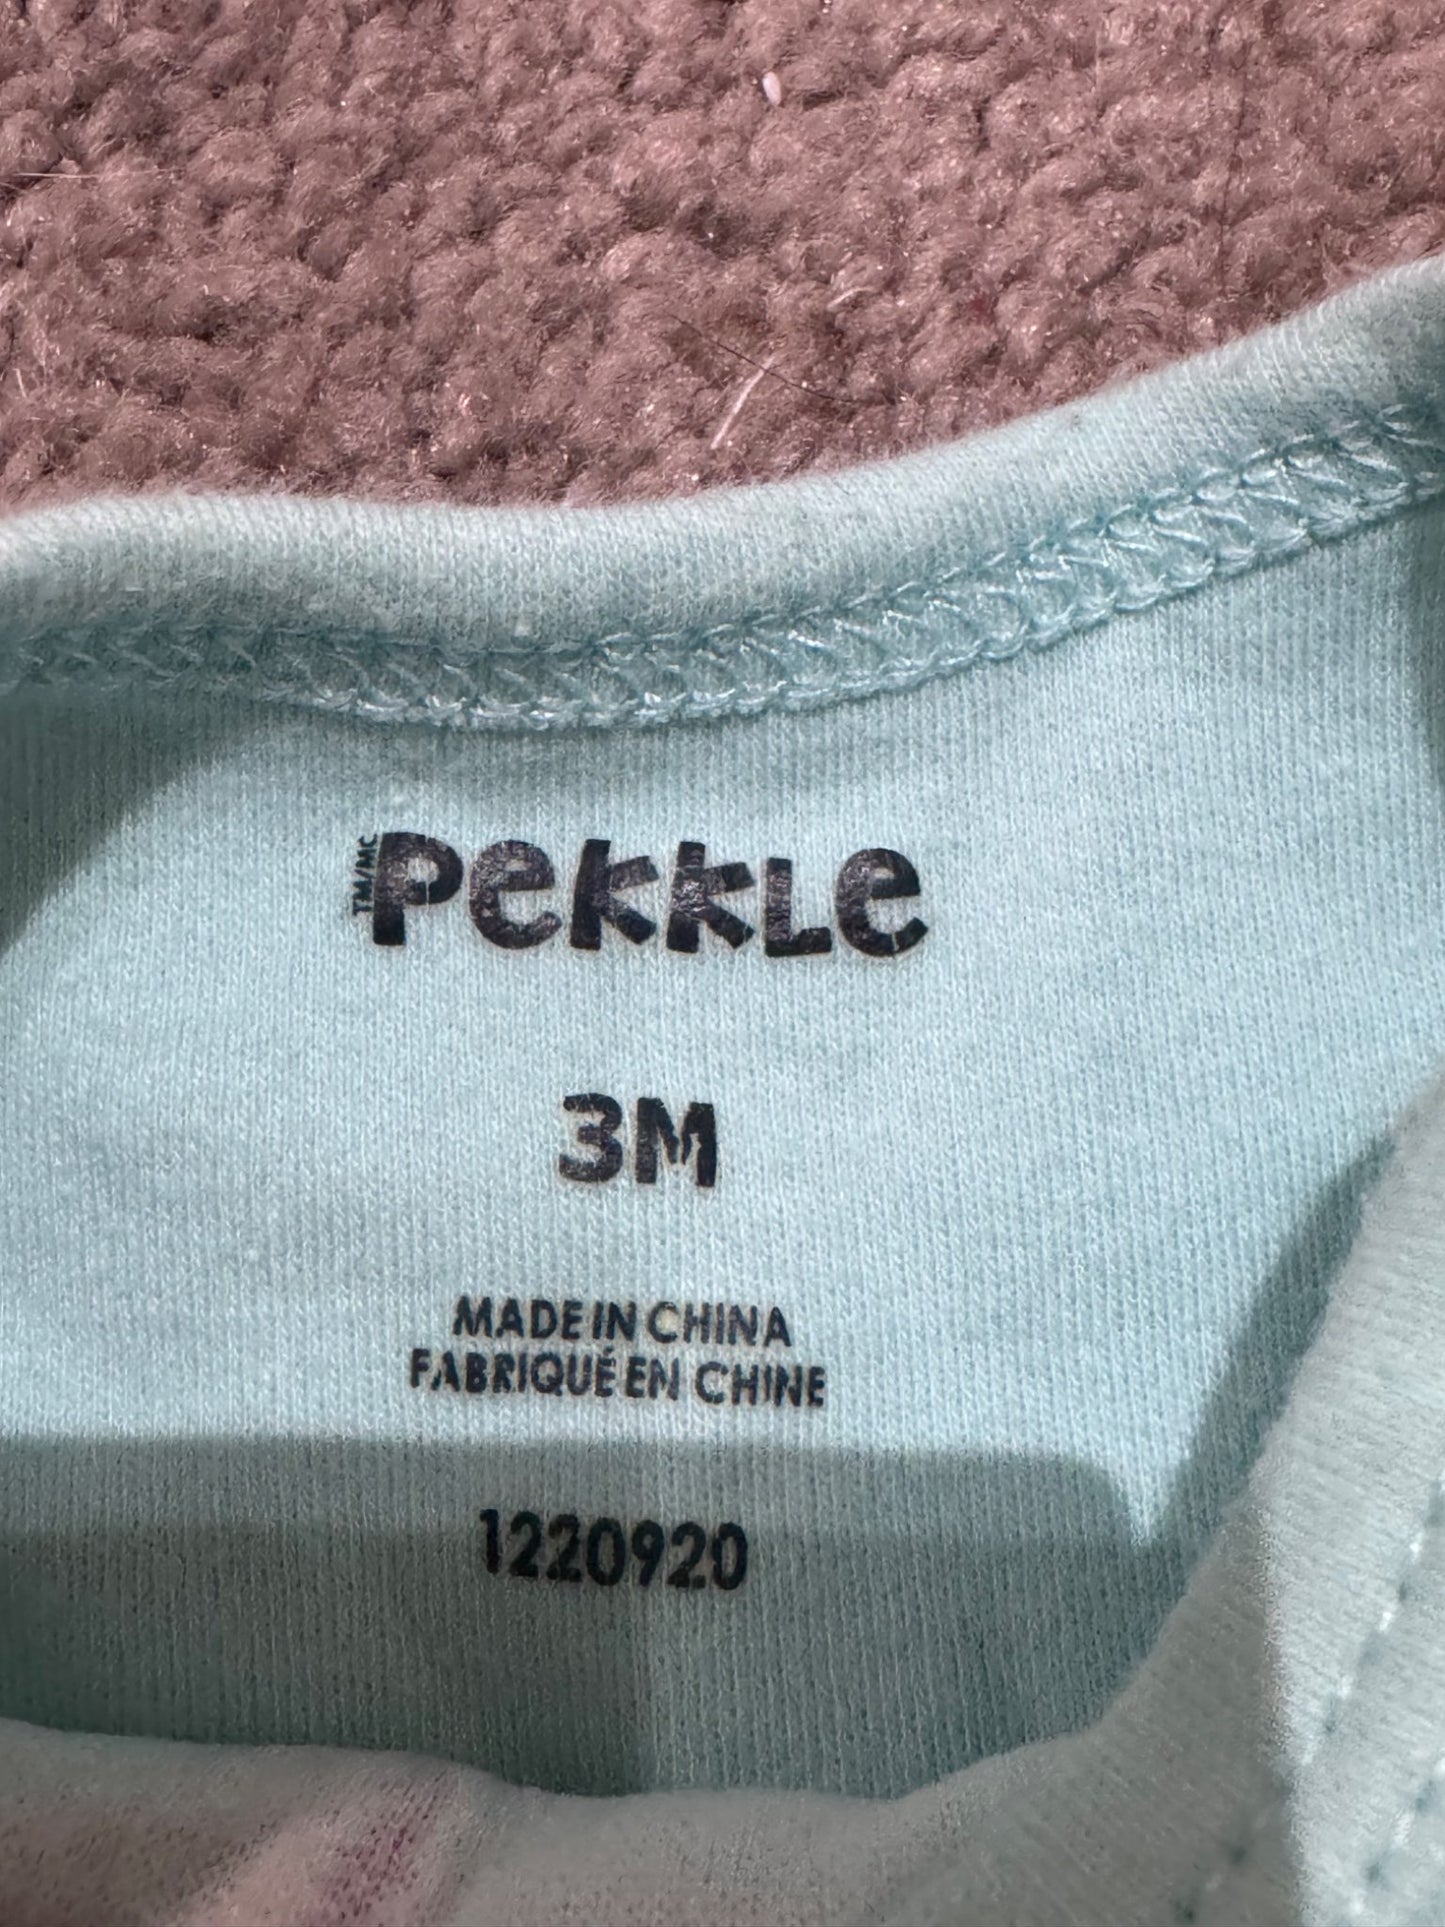 TM/MC Pekkle
3M
MADE IN CHINA
FABRIQUÉ EN CHINE
1220920